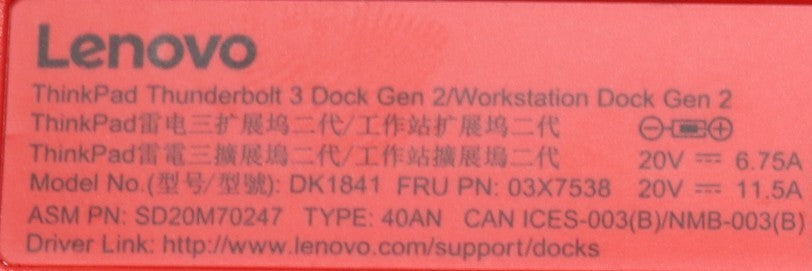 Lenovo
ThinkPad Thunderbolt 3 Dock Gen 2/Workstation Dock Gen 2
ThinkPad雷电三扩展坞二代/工作站扩展坞二代
ThinkPad雷電三擴展塢二代/工作站擴展塢二代 20V ⎓ 6.75A
Model No.(型号/型號): DK1841 FRU PN: 03X7538 20V ⎓ 11.5A
ASM PN: SD20M70247 TYPE: 40AN CAN ICES-003(B)/NMB-003(B)
Driver Link: http://www.lenovo.com/support/docks